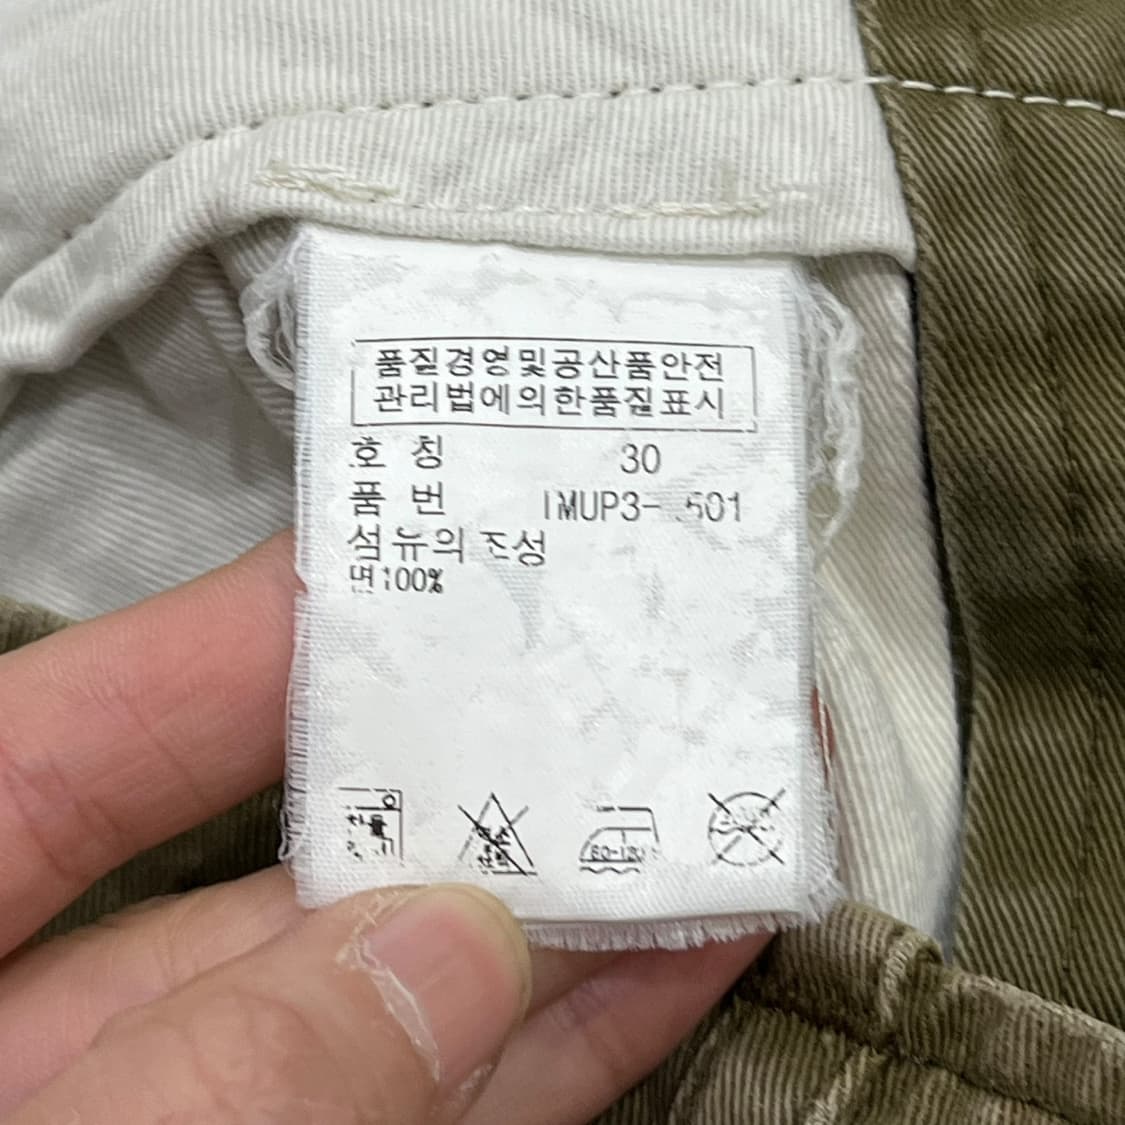 품질경영및공산품안전
관리법에의한품질표시
호 칭 30
품 번
섬유의 조성
면100%